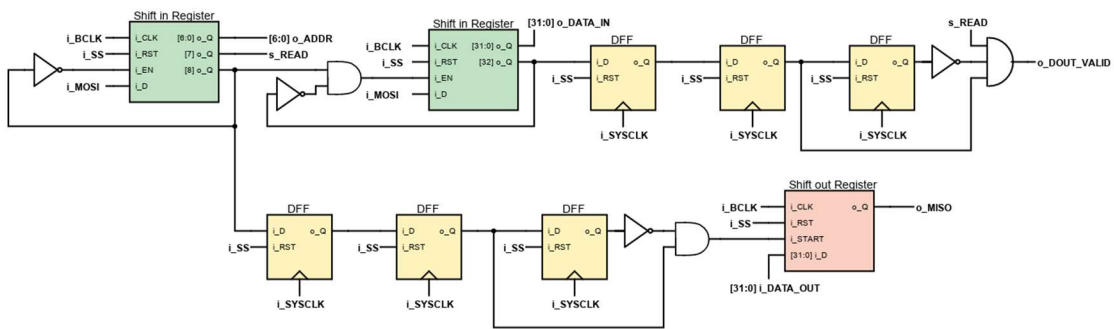 Shift in Register
i_BCLK
i_SS
i_MOSI
i_CLK
i_RST
i_EN
i_D
[6:0] o_Q
[7] o_Q
[8] o_Q
[6:0] o_ADDR
s_READ
Shift in Register
[31:0] o_DATA_IN
i_BCLK
i_SS
i_MOSI
i_CLK
i_RST
i_EN
i_D
[31:0] o_Q
[32] o_Q
DFF
i_D
o_Q
i_RST
i_SS
i_SYSCLK
DFF
i_D
o_Q
i_RST
i_SS
i_SYSCLK
DFF
i_D
o_Q
i_RST
i_SS
i_SYSCLK
s_READ
o_DOUT_VALID
DFF
i_D
o_Q
i_RST
i_SS
i_SYSCLK
DFF
i_D
o_Q
i_RST
i_SS
i_SYSCLK
DFF
i_D
o_Q
i_RST
i_SS
i_SYSCLK
Shift out Register
i_BCLK
i_SS
i_CLK
i_RST
i_START
[31:0] i_D
o_Q
o_MISO
[31:0] i_DATA_OUT